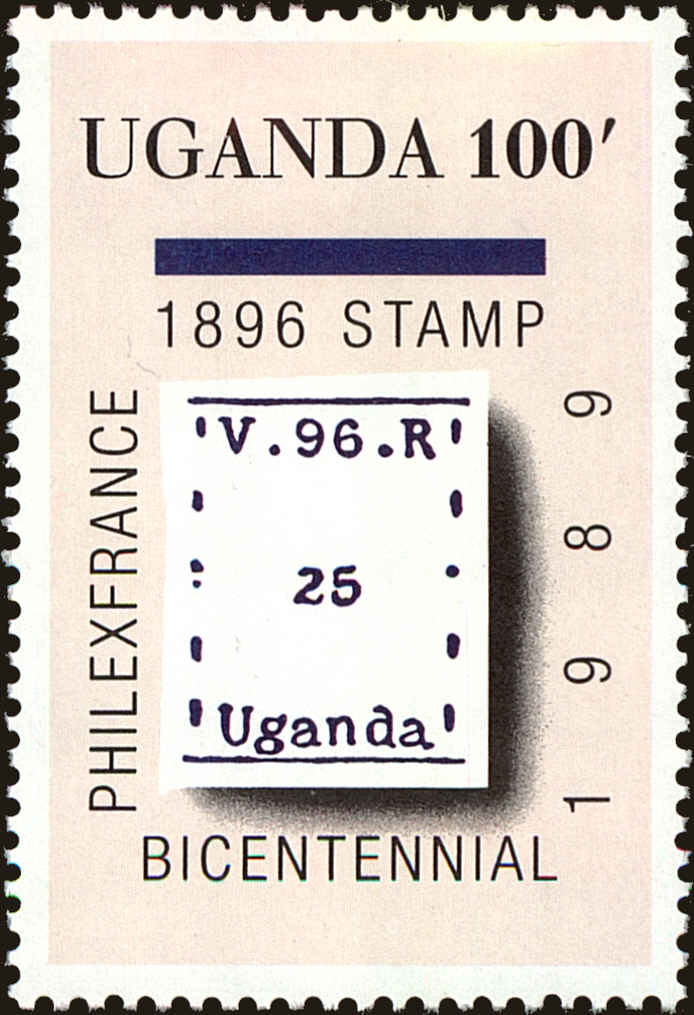 UGANDA 100′
1896 STAMP
PHILEXFRANCE
'V.96.R'
25
'Uganda'
1989
BICENTENNIAL